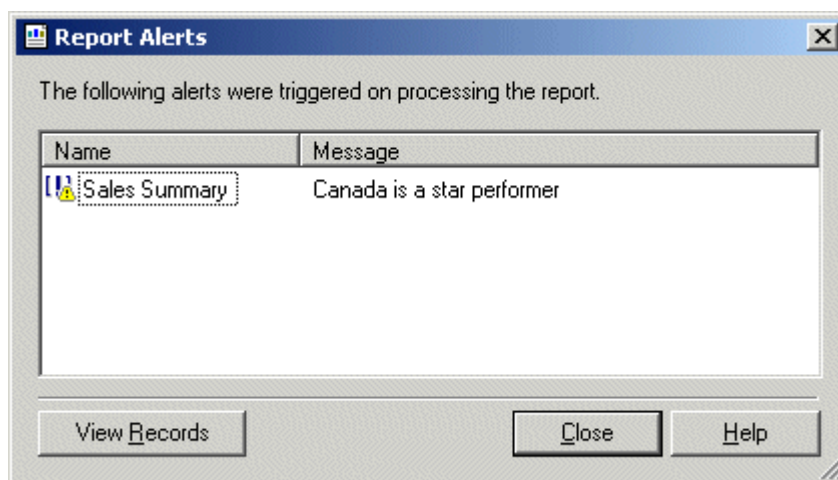 Report Alerts
The following alerts were triggered on processing the report.
Name Message
Sales Summary Canada is a star performer
View Records Close Help